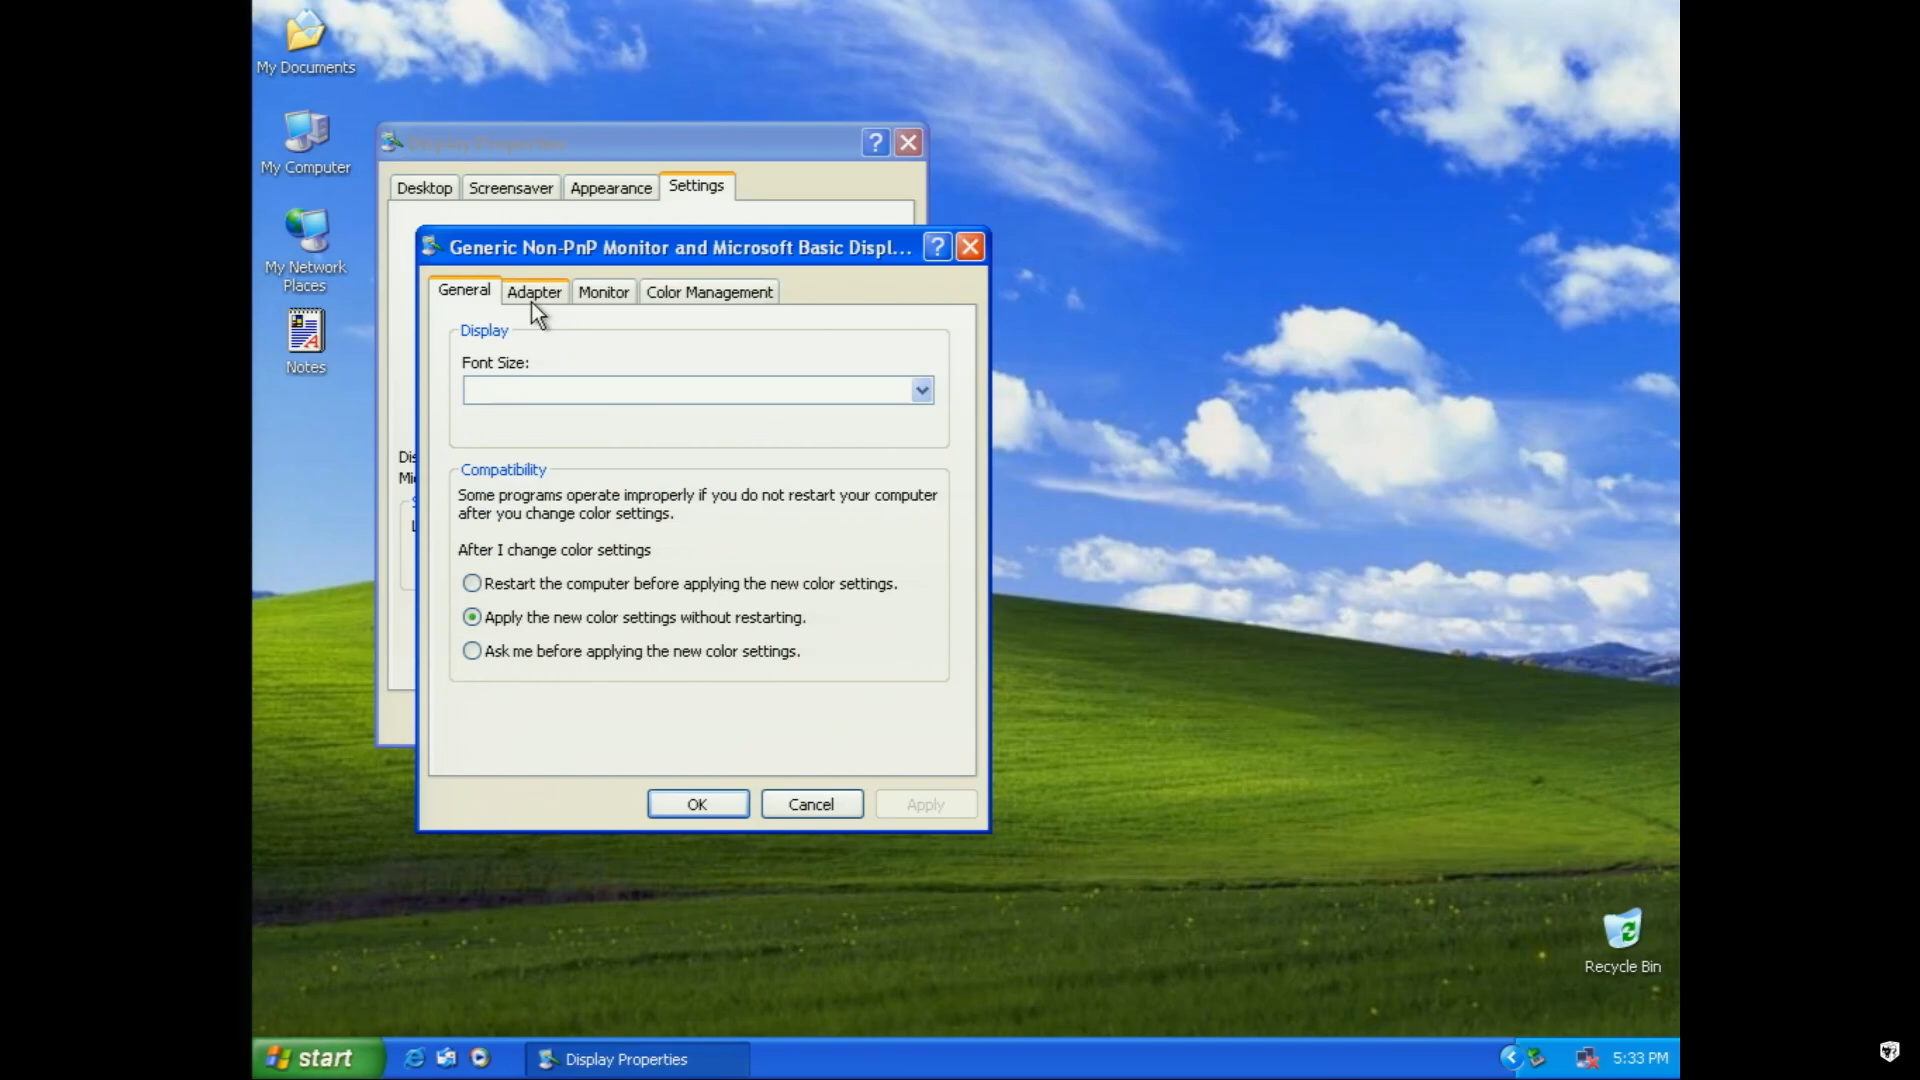 My Documents
My Computer
My Network
Places
Notes
Display Properties
Desktop
Screensaver
Appearance
Settings
Generic Non-PnP Monitor and Microsoft Basic Displ...
General
Adapter
Monitor
Color Management
Display
Font Size:
Compatibility
Some programs operate improperly if you do not restart your computer
after you change color settings.
After I change color settings
Restart the computer before applying the new color settings.
Apply the new color settings without restarting.
Ask me before applying the new color settings.
OK
Cancel
Apply
Recycle Bin
start
Display Properties
5:33 PM